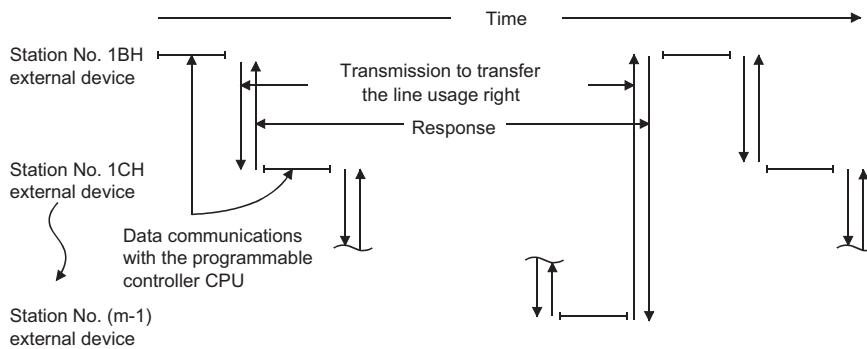 Time
Station No. 1BH
external device
Transmission to transfer
the line usage right
Response
Station No. 1CH
external device
Data communications
with the programmable
controller CPU
Station No. (m-1)
external device